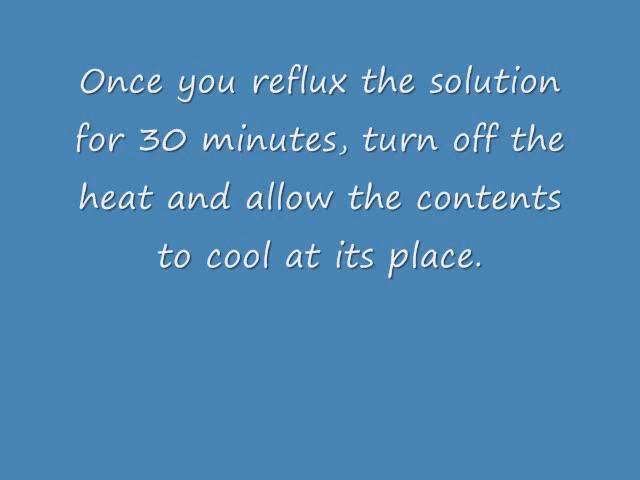 Once you reflux the solution
for 30 minutes, turn off the
heat and allow the contents
to cool at its place.